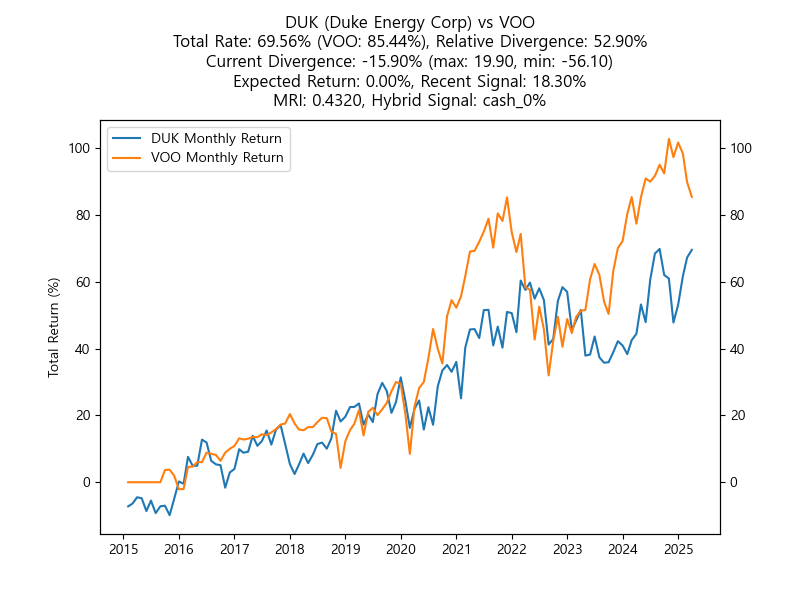 DUK (Duke Energy Corp) vs VOO
Total Rate: 69.56% (VOO: 85.44%), Relative Divergence: 52.90%
Current Divergence: -15.90% (max: 19.90, min: -56.10)
Expected Return: 0.00%, Recent Signal: 18.30%
MRI: 0.4320, Hybrid Signal: cash_0%
DUK Monthly Return
VOO Monthly Return
Total Return (%)
100
80
60
40
20
0
100
80
60
40
20
0
2015 2016 2017 2018 2019 2020 2021 2022 2023 2024 2025